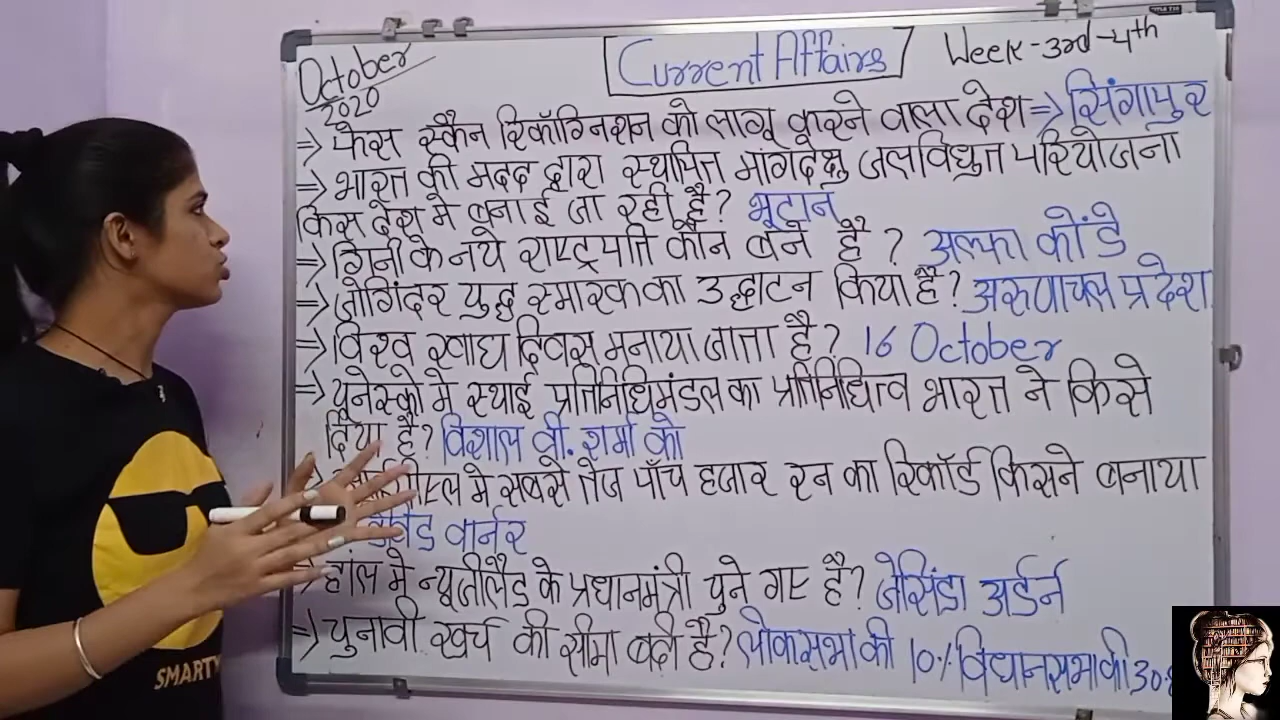 October 2020
Current Affairs
Week-3rd-4th
⇒ फेस स्कैन रिकॉग्निशन को लागू करने वाला देश⇒ सिंगापुर
⇒ भारत की मदद द्वारा स्थापित मांगदेक्षु जलविधुत परियोजना
किस देश मे बनाई जा रही है? भूटान
⇒ गिनी के नये राष्ट्रपति कौन बने है? अल्फा कोंडे
⇒ जोगिंदर युद्ध स्मारक का उद्घाटन किया है? अरुणाचल प्रदेश
⇒ विश्व खाद्य दिवस मनाया जाता है? 16 October
⇒ यूनेस्को मे स्थाई प्रतिनिधिमंडल का प्रतिनिधित्व भारत ने किसे
दिया है? विशाल वी. शर्मा को
मे सबसे तेज पाँच हजार रन का रिकॉर्ड किसने बनाया
डेविड वार्नर
हाल मे न्यूजीलैंड के प्रधानमंत्री चुने गए है? जेसिंडा अर्डर्न
⇒ चुनावी खर्च की सीमा बढी है? लोकसभा की 10% विधानसभा की
SMARTY